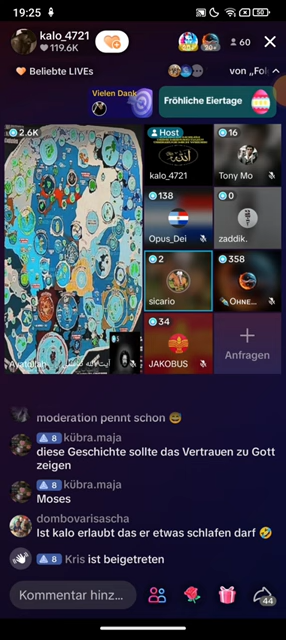 19:25
50
kalo_4721
119.6K
60
Beliebte LIVEs
von „Fol
Vielen Dank
Fröhliche Eiertage
2.6K
Host
kalo_4721
16
Tony Mo
138
Opus_Dei
0
zaddik.
2
sicario
358
OHNE...
34
JAKOBUS
Anfragen
Ayatollah
moderation pennt schon 😅
8 kübra.maja
diese Geschichte sollte das Vertrauen zu Gott
zeigen
8 kübra.maja
Moses
dombovarisascha
Ist kalo erlaubt das er etwas schlafen darf 🤣
8 Kris ist beigetreten
Kommentar hinz...
44